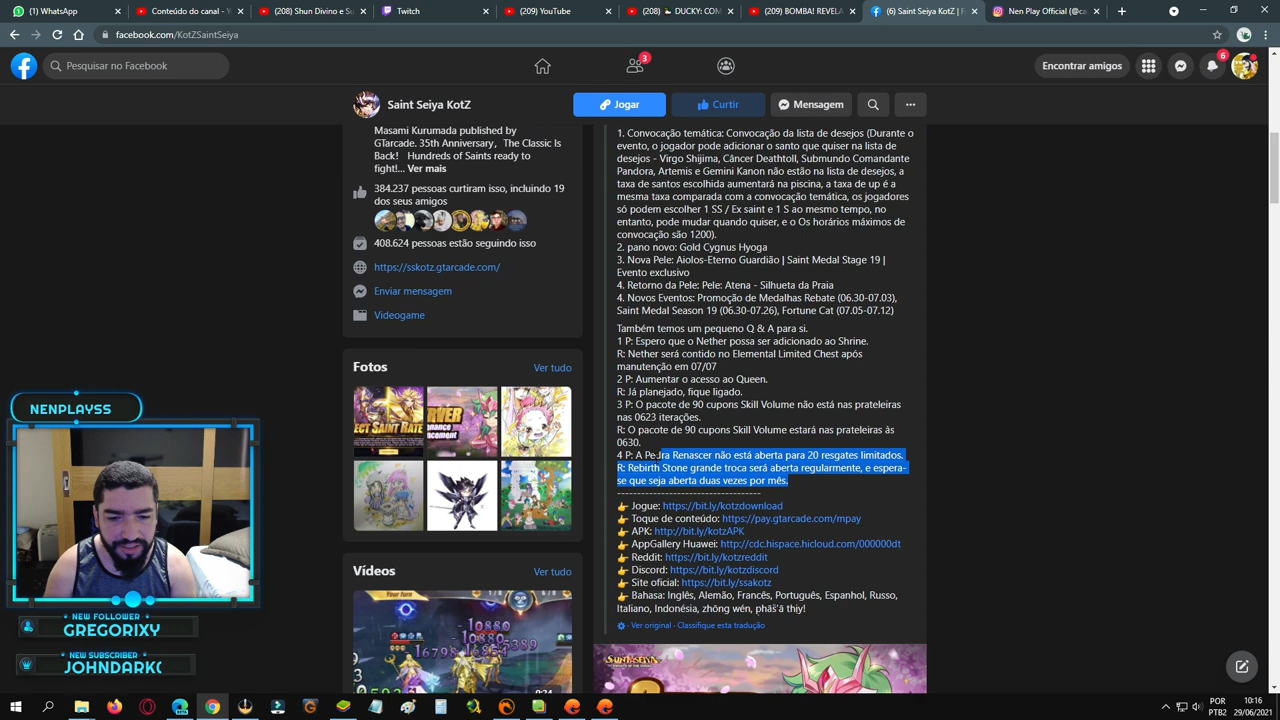 (1) WhatsApp
Conteúdo do canal - Y
(208) Shun Divino e Su
Twitch
(209) YouTube
(208) DUCKY: COM
(209) BOMBA! REVELA
(6) Saint Seiya KotZ | F
Nen Play Official (@ca
facebook.com/KotZSaintSeiya
Pesquisar no Facebook
3
Encontrar amigos
6
Saint Seiya KotZ
Jogar
Curtir
Mensagem
Masami Kurumada published by
GTarcade. 35th Anniversary, The Classic Is
Back! Hundreds of Saints ready to
fight!... Ver mais
384.237 pessoas curtiram isso, incluindo 19
dos seus amigos
408.624 pessoas estão seguindo isso
https://sskotz.gtarcade.com/
Enviar mensagem
Videogame
Fotos
Ver tudo
Vídeos
Ver tudo
1. Convocação temática: Convocação da lista de desejos (Durante o
evento, o jogador pode adicionar o santo que quiser na lista de
desejos - Virgo Shijima, Câncer Deathtoll, Submundo Comandante
Pandora, Artemis e Gemini Kanon não estão na lista de desejos, a
taxa de santos escolhida aumentará na piscina, a taxa de up é a
mesma taxa comparada com a convocação temática, os jogadores
só podem escolher 1 SS / Ex saint e 1 S ao mesmo tempo, no
entanto, pode mudar quando quiser, e o Os horários máximos de
convocação são 1200).
2. pano novo: Gold Cygnus Hyoga
3. Nova Pele: Aiolos-Eterno Guardião | Saint Medal Stage 19 |
Evento exclusivo
4. Retorno da Pele: Pele: Atena - Silhueta da Praia
4. Novos Eventos: Promoção de Medalhas Rebate (06.30-07.03),
Saint Medal Season 19 (06.30-07.26), Fortune Cat (07.05-07.12)
Também temos um pequeno Q & A para si.
1 P: Espero que o Nether possa ser adicionado ao Shrine.
R: Nether será contido no Elemental Limited Chest após
manutenção em 07/07
2 P: Aumentar o acesso ao Queen.
R: Já planejado, fique ligado.
3 P: O pacote de 90 cupons Skill Volume não está nas prateleiras
nas 0623 iterações.
R: O pacote de 90 cupons Skill Volume estará nas prateleiras às
0630.
4 P: A Pedra Renascer não está aberta para 20 resgates limitados.
R: Rebirth Stone grande troca será aberta regularmente, e espera-
se que seja aberta duas vezes por mês.
------------------------------------
Jogue: https://bit.ly/kotzdownload
Toque de conteúdo: https://pay.gtarcade.com/mpay
APK: http://bit.ly/kotzAPK
AppGallery Huawei: http://cdc.hispace.hicloud.com/000000dt
Reddit: https://bit.ly/kotzreddit
Discord: https://bit.ly/kotzdiscord
Site oficial: https://bit.ly/ssakotz
Bahasa: Inglês, Alemão, Francês, Português, Espanhol, Russo,
Italiano, Indonésia, zhōng wén, phās̄ʹā thịy!
· Ver original · Classifique esta tradução
NENPLAYSS
NEW FOLLOWER
GREGORIXY
NEW SUBSCRIBER
JOHNDARK
Your turn
10880
10880
POR
PTB2
10:16
29/06/2021